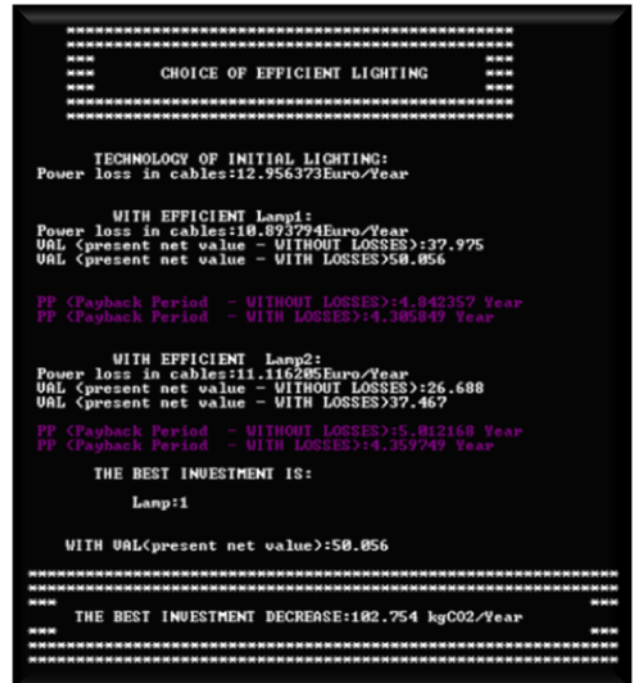 ************************************************
************************************************
*** ***
*** CHOICE OF EFFICIENT LIGHTING ***
*** ***
************************************************
************************************************
TECHNOLOGY OF INITIAL LIGHTING:
Power loss in cables:12.956373Euro/Year
WITH EFFICIENT Lamp1:
Power loss in cables:10.893794Euro/Year
VAL (present net value - WITHOUT LOSSES):37.975
VAL (present net value - WITH LOSSES)50.056
PP (Payback Period - WITHOUT LOSSES):4.842357 Year
PP (Payback Period - WITH LOSSES):4.305849 Year
WITH EFFICIENT Lamp2:
Power loss in cables:11.116205Euro/Year
VAL (present net value - WITHOUT LOSSES):26.688
VAL (present net value - WITH LOSSES)37.467
PP (Payback Period - WITHOUT LOSSES):5.012168 Year
PP (Payback Period - WITH LOSSES):4.359749 Year
THE BEST INVESTMENT IS:
Lamp:1
WITH VAL(present net value):50.056
****************************************************************
****************************************************************
*** ***
THE BEST INVESTMENT DECREASE:102.754 kgCO2/Year
*** ***
****************************************************************
****************************************************************